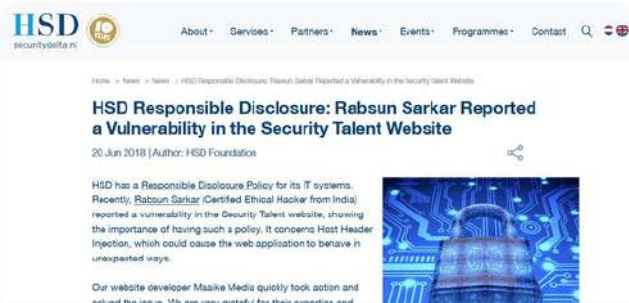 HSD
securitydelta.nl
10 YEARS
About Services Partners News Events Programmes Contact
Home > News > News > HSD Responsible Disclosure: Rabsun Sarkar Reported a Vulnerability in the Security Talent Website
HSD Responsible Disclosure: Rabsun Sarkar Reported
a Vulnerability in the Security Talent Website
20 Jun 2018 | Author: HSD Foundation
HSD has a Responsible Disclosure Policy for its IT systems.
Recently, Rabsun Sarkar (Certified Ethical Hacker from India)
reported a vulnerability in the Security Talent website, showing
the importance of having such a policy. It concerns Host Header
Injection, which could cause the web application to behave in
unexpected ways.
Our website developer Maaike Media quickly took action and
solved the issue. We are very grateful for their expertise and